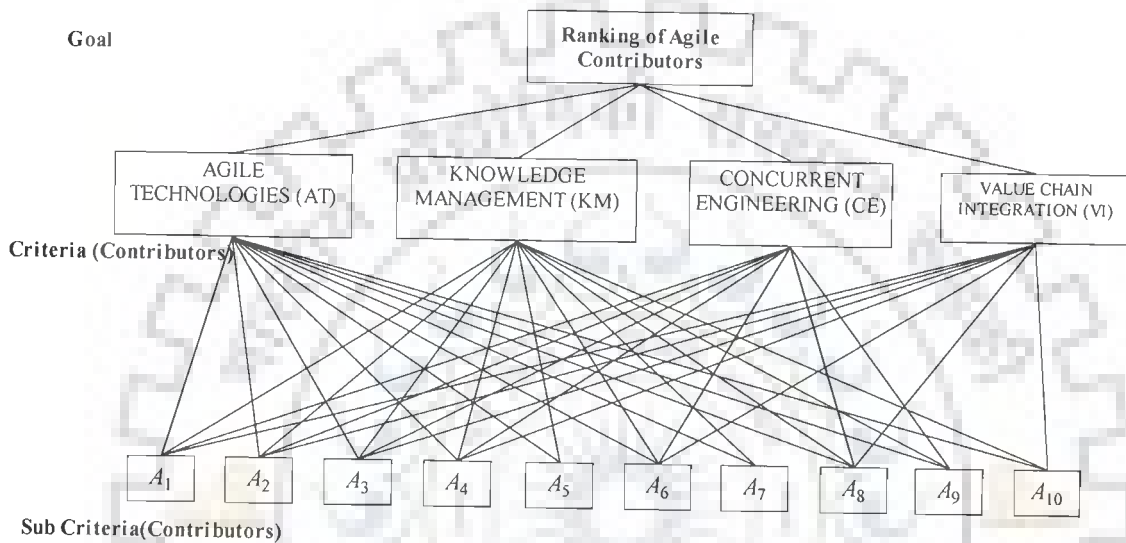 Goal
Ranking of Agile
Contributors
AGILE
TECHNOLOGIES (AT)
KNOWLEDGE
MANAGEMENT (KM)
CONCURRENT
ENGINEERING (CE)
VALUE CHAIN
INTEGRATION (VI)
Criteria (Contributors)
A1 A2 A3 A4 A5 A6 A7 A8 A9 A10
Sub Criteria(Contributors)